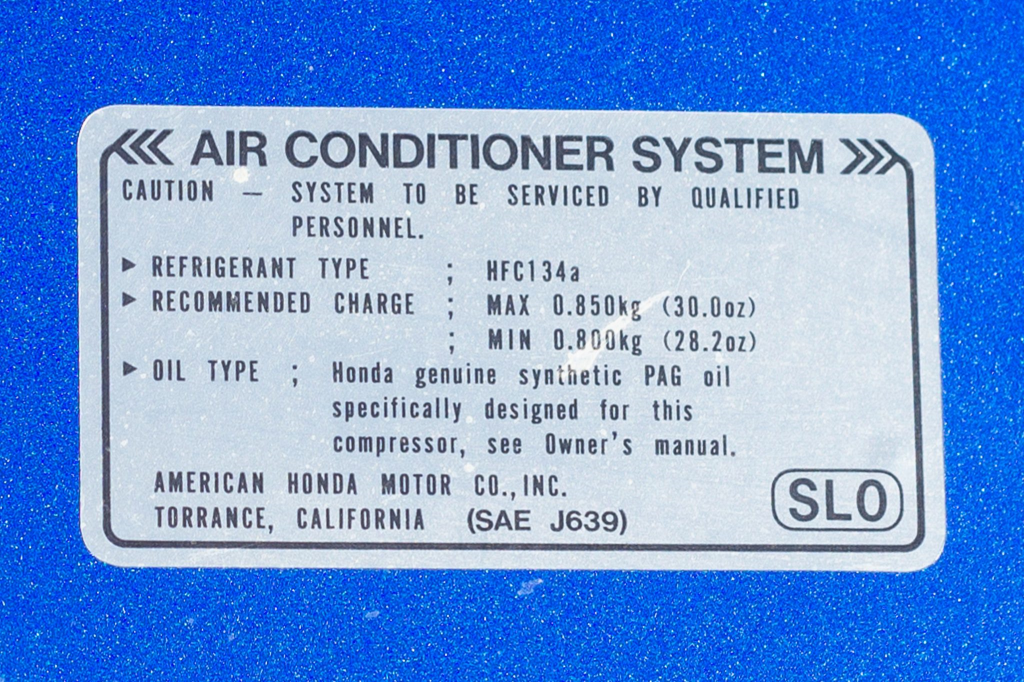 AIR CONDITIONER SYSTEM
CAUTION — SYSTEM TO BE SERVICED BY QUALIFIED
PERSONNEL.
▶ REFRIGERANT TYPE ; HFC134a
▶ RECOMMENDED CHARGE ; MAX 0.850kg (30.0oz)
; MIN 0.800kg (28.2oz)
▶ OIL TYPE ; Honda genuine synthetic PAG oil
specifically designed for this
compressor, see Owner's manual.
AMERICAN HONDA MOTOR CO., INC.
TORRANCE, CALIFORNIA (SAE J639)
SL0